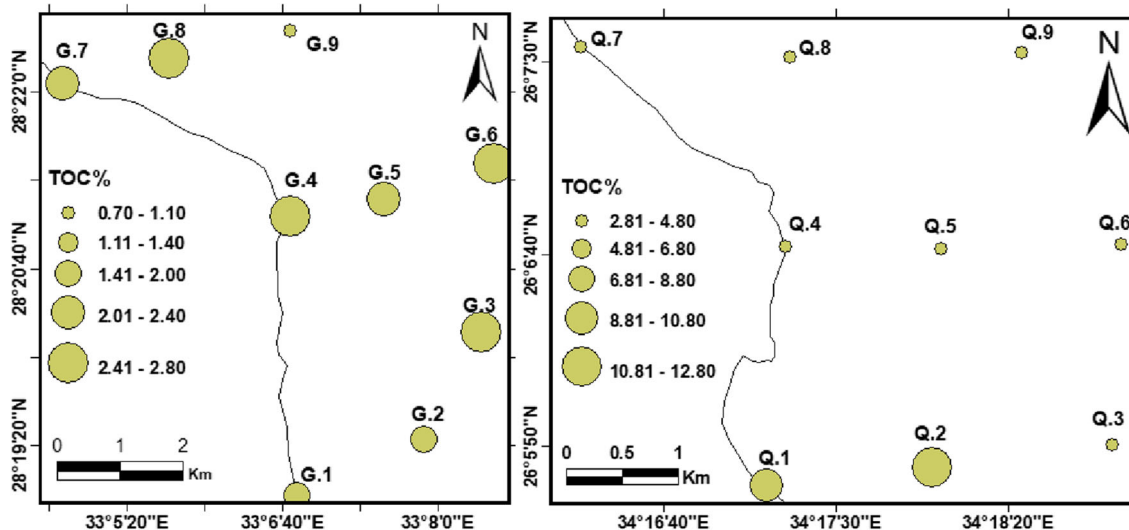 G.7
G.8
G.9
N
G.6
G.5
G.4
G.3
G.2
G.1
TOC%
0.70 - 1.10
1.11 - 1.40
1.41 - 2.00
2.01 - 2.40
2.41 - 2.80
0 1 2
Km
28°22'0"N
28°20'40"N
28°19'20"N
33°5'20"E 33°6'40"E 33°8'0"E
Q.7
Q.8
Q.9
N
Q.4
Q.5
Q.6
Q.3
Q.2
Q.1
TOC%
2.81 - 4.80
4.81 - 6.80
6.81 - 8.80
8.81 - 10.80
10.81 - 12.80
0 0.5 1
Km
26°7'30"N
26°6'40"N
26°5'50"N
34°16'40"E 34°17'30"E 34°18'20"E